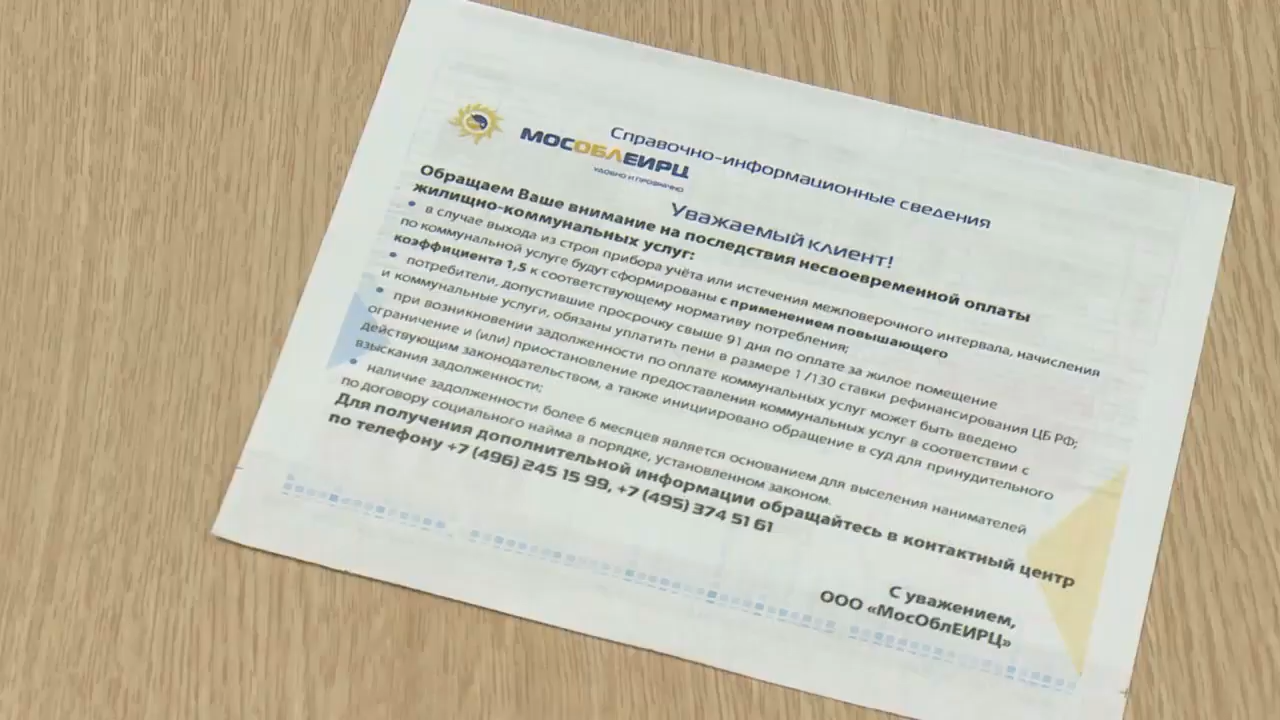 МОСОБЛЕИРЦ
УДОБНО И ПРОЗРАЧНО
Справочно-информационные сведения
Уважаемый клиент!
Обращаем Ваше внимание на последствия несвоевременной оплаты
жилищно-коммунальных услуг:
• в случае выхода из строя прибора учёта или истечения межповерочного интервала, начисления
по коммунальной услуге будут сформированы с применением повышающего
коэффициента 1,5 к соответствующему нормативу потребления;
• потребители, допустившие просрочку свыше 91 дня по оплате за жилое помещение
и коммунальные услуги, обязаны уплатить пени в размере 1 /130 ставки рефинансирования ЦБ РФ;
• при возникновении задолженности по оплате коммунальных услуг может быть введено
ограничение и (или) приостановление предоставления коммунальных услуг в соответствии с
действующим законодательством, а также инициировано обращение в суд для принудительного
взыскания задолженности;
• наличие задолженности более 6 месяцев является основанием для выселения нанимателей
по договору социального найма в порядке, установленном законом.
Для получения дополнительной информации обращайтесь в контактный центр
по телефону +7 (496) 245 15 99, +7 (495) 374 51 61
С уважением,
ООО «МосОблЕИРЦ»